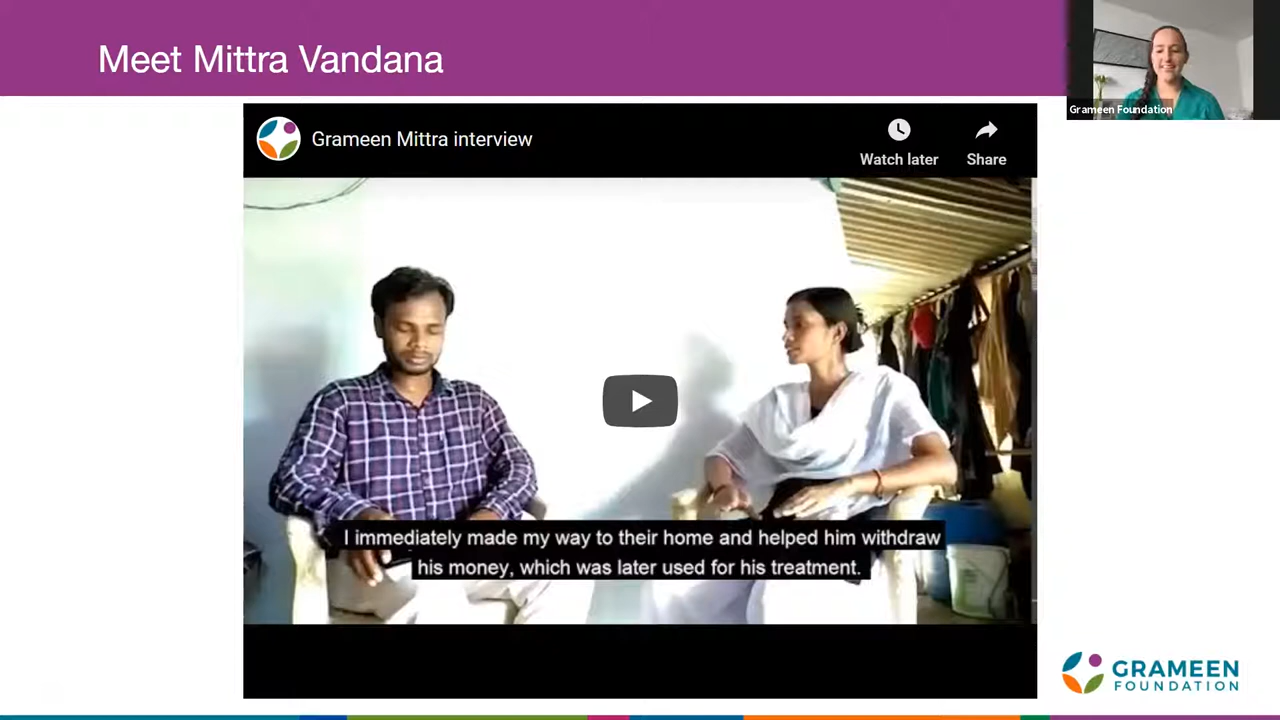 Meet Mittra Vandana
Grameen Foundation
Grameen Mittra interview
Watch later
Share
I immediately made my way to their home and helped him withdraw
his money, which was later used for his treatment.
GRAMEEN
FOUNDATION